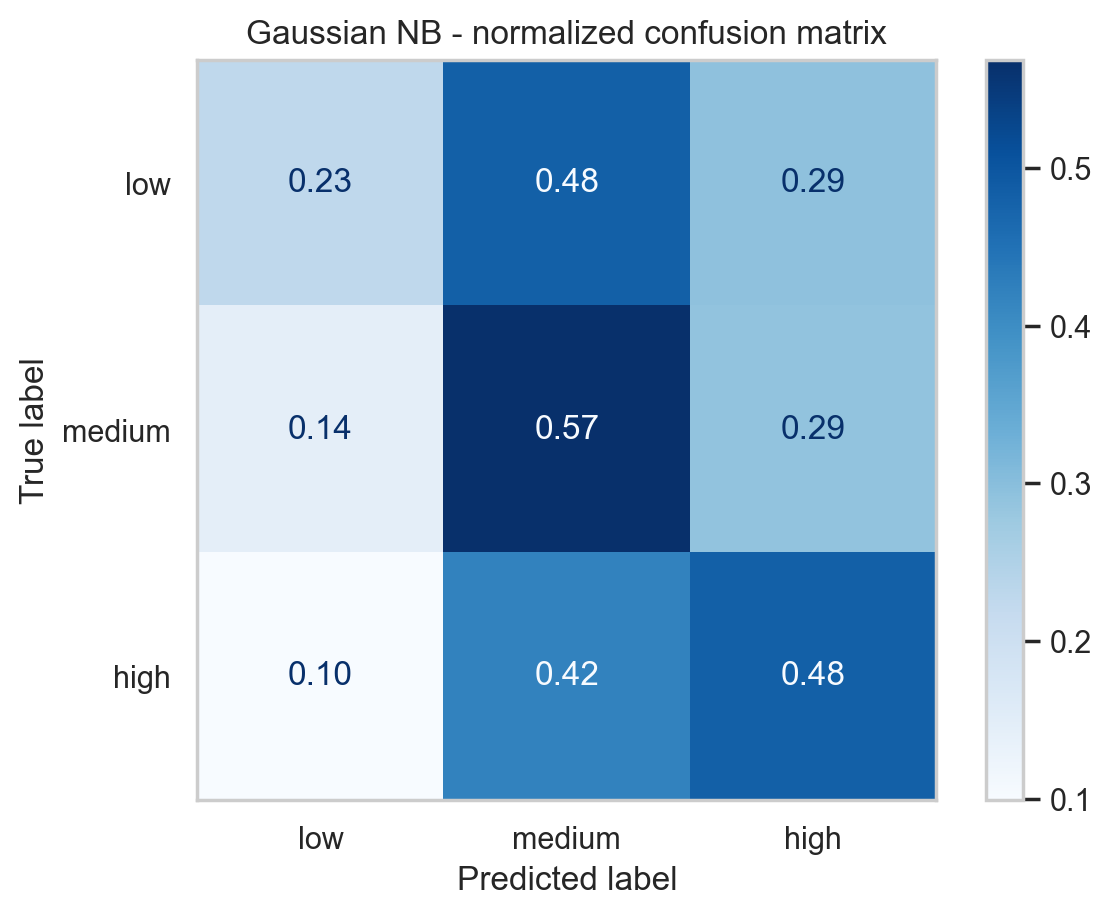 Gaussian NB - normalized confusion matrix
True label
low
medium
high
0.23 0.48 0.29
0.14 0.57 0.29
0.10 0.42 0.48
low medium high
Predicted label
0.5
0.4
0.3
0.2
0.1